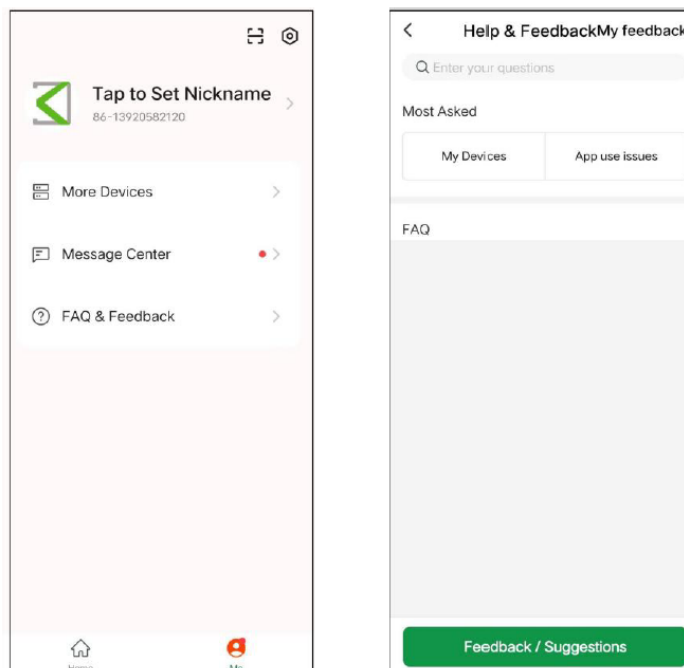 Tap to Set Nickname
86-13920582120
More Devices
Message Center
FAQ & Feedback
Help & FeedbackMy feedback
Enter your questions
Most Asked
My Devices
App use issues
FAQ
Feedback / Suggestions